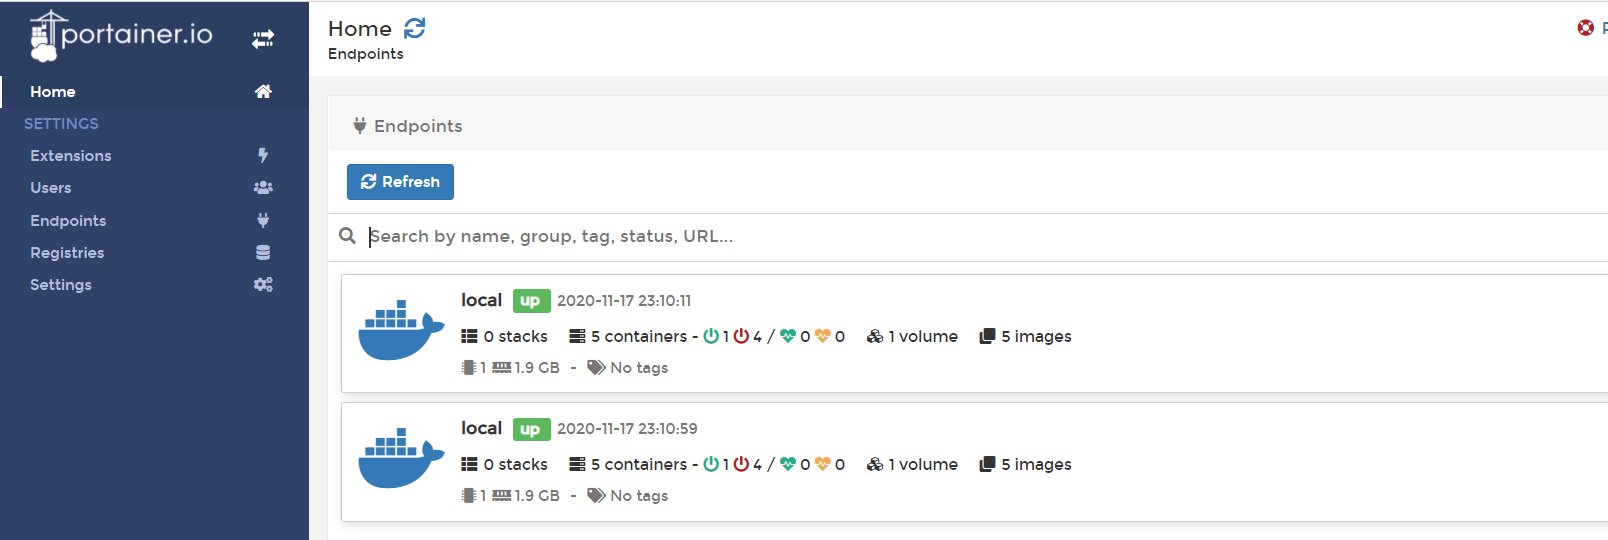 portainer.io
Home
SETTINGS
Extensions
Users
Endpoints
Registries
Settings
Home
Endpoints
Endpoints
Refresh
Search by name, group, tag, status, URL...
local up 2020-11-17 23:10:11
0 stacks 5 containers - 1 4 / 0 0 1 volume 5 images
1 1.9 GB - No tags
local up 2020-11-17 23:10:59
0 stacks 5 containers - 1 4 / 0 0 1 volume 5 images
1 1.9 GB - No tags